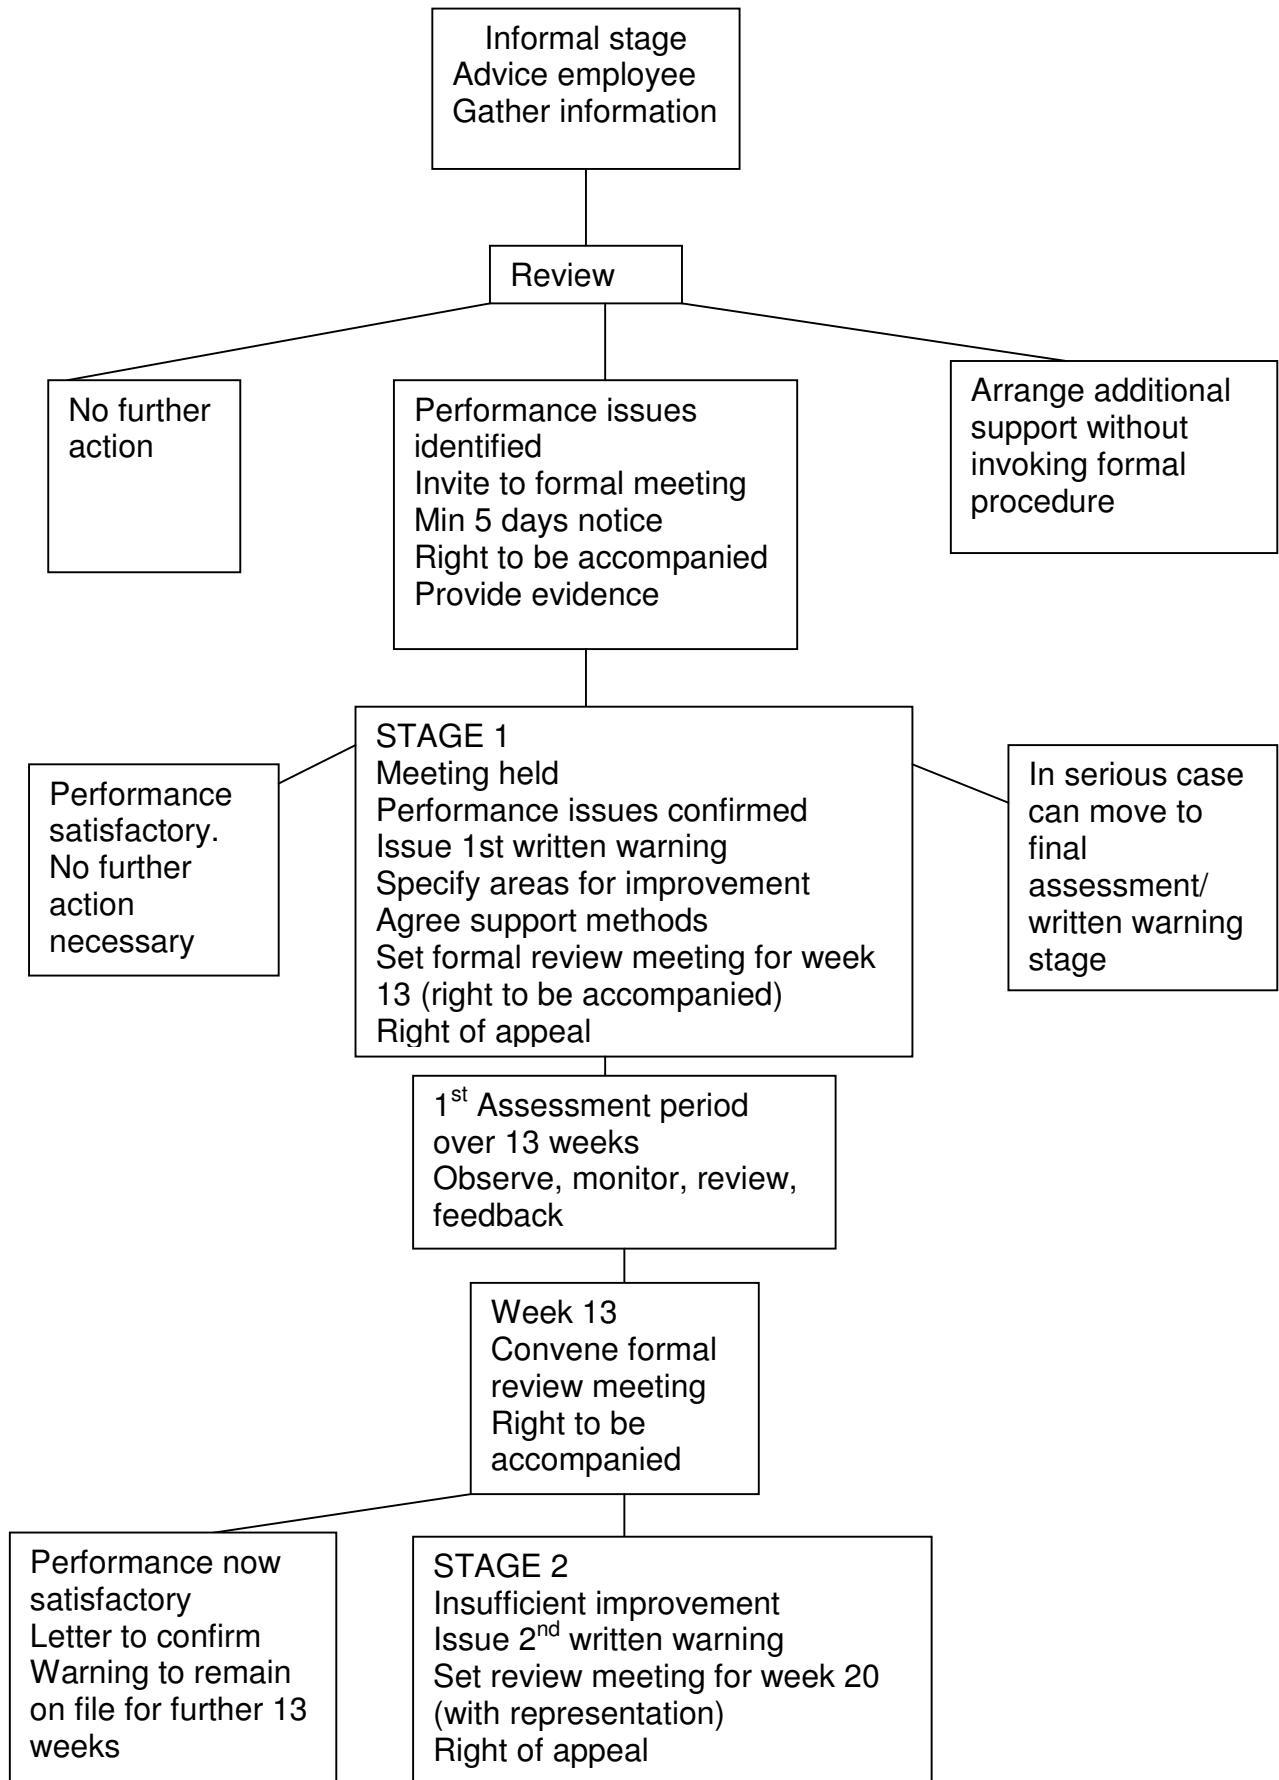 Informal stage
Advice employee
Gather information
Review
No further
action
Performance issues
identified
Invite to formal meeting
Min 5 days notice
Right to be accompanied
Provide evidence
Arrange additional
support without
invoking formal
procedure
Performance
satisfactory.
No further
action
necessary
STAGE 1
Meeting held
Performance issues confirmed
Issue 1st written warning
Specify areas for improvement
Agree support methods
Set formal review meeting for week
13 (right to be accompanied)
Right of appeal
In serious case
can move to
final
assessment/
written warning
stage
1st Assessment period
over 13 weeks
Observe, monitor, review,
feedback
Week 13
Convene formal
review meeting
Right to be
accompanied
Performance now
satisfactory
Letter to confirm
Warning to remain
on file for further 13
weeks
STAGE 2
Insufficient improvement
Issue 2nd written warning
Set review meeting for week 20
(with representation)
Right of appeal